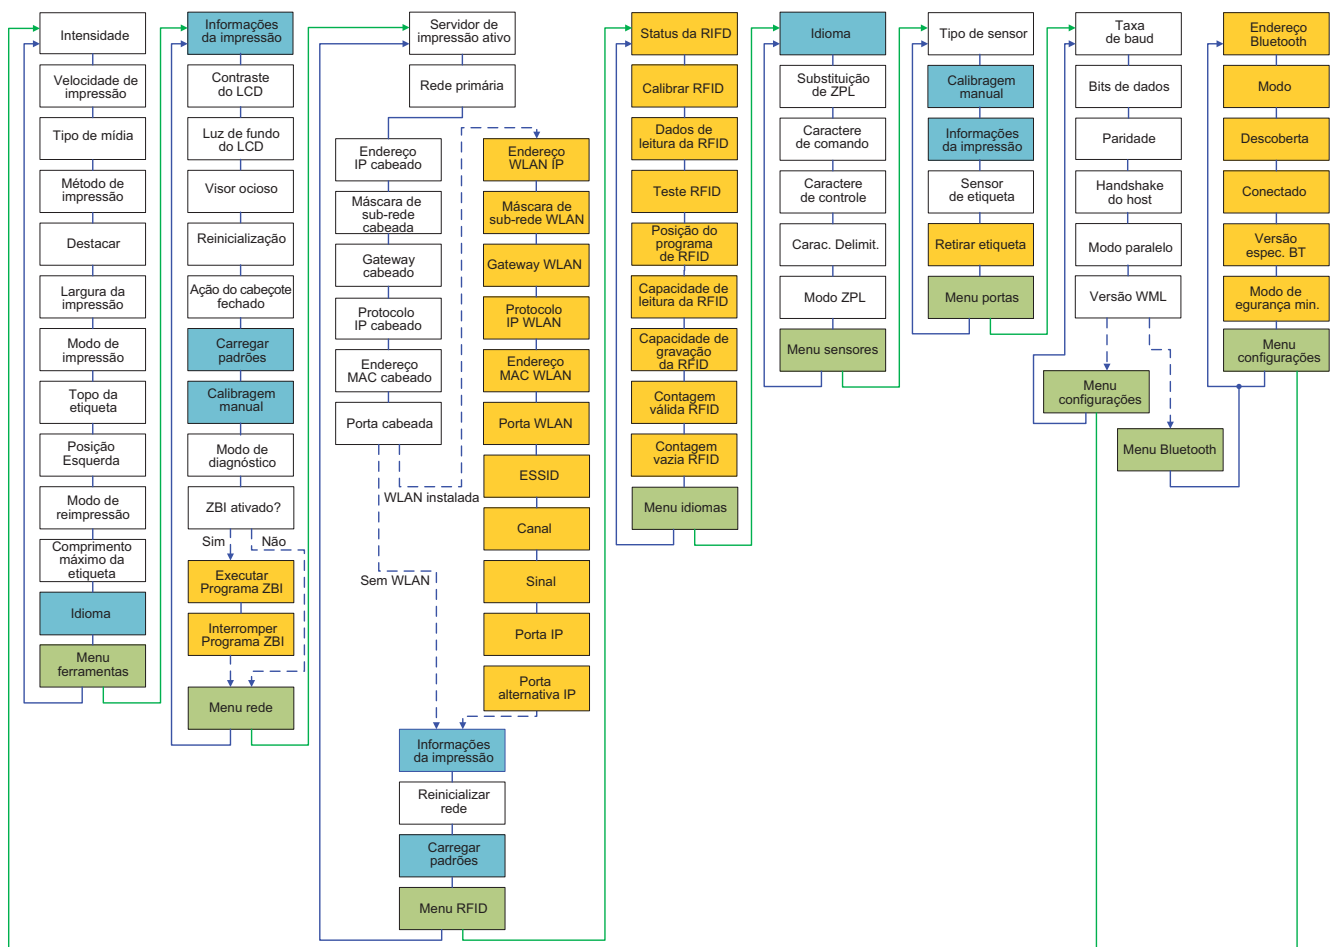 Intensidade
Velocidade de
impressão
Tipo de mídia
Método de
impressão
Destacar
Largura da
impressão
Modo de
impressão
Topo da
etiqueta
Posição
Esquerda
Modo de
reimpressão
Comprimento
máximo da
etiqueta
Idioma
Menu
ferramentas
Informações
da impressão
Contraste
do LCD
Luz de fundo
do LCD
Visor ocioso
Reinicialização
Ação do cabeçote
fechado
Carregar
padrões
Calibragem
manual
Modo de
diagnóstico
ZBI ativado?
Sim
Não
Executar
Programa ZBI
Interromper
Programa ZBI
Menu rede
Servidor de
impressão ativo
Rede primária
Endereço
IP cabeado
Máscara de
sub-rede
cabeada
Gateway
cabeado
Protocolo
IP cabeado
Endereço
MAC cabeado
Porta cabeada
WLAN instalada
Sem WLAN
Endereço
WLAN IP
Máscara de
sub-rede WLAN
Gateway WLAN
Protocolo
IP WLAN
Endereço
MAC WLAN
Porta WLAN
ESSID
Canal
Sinal
Porta IP
Porta
alternativa IP
Informações
da impressão
Reinicializar
rede
Carregar
padrões
Menu RFID
Status da RIFD
Calibrar RFID
Dados de
leitura da RFID
Teste RFID
Posição do
programa
de RFID
Capacidade de
leitura da RFID
Capacidade de
gravação
da RFID
Contagem
válida RFID
Contagem
vazia RFID
Menu idiomas
Idioma
Substituição
de ZPL
Caractere
de comando
Caractere
de controle
Carac. Delimit.
Modo ZPL
Menu sensores
Tipo de sensor
Calibragem
manual
Informações
da impressão
Sensor
de etiqueta
Retirar etiqueta
Menu portas
Taxa
de baud
Bits de dados
Paridade
Handshake
do host
Modo paralelo
Versão WML
Menu
configurações
Menu Bluetooth
Endereço
Bluetooth
Modo
Descoberta
Conectado
Versão
espec. BT
Modo de
egurança min.
Menu
configurações